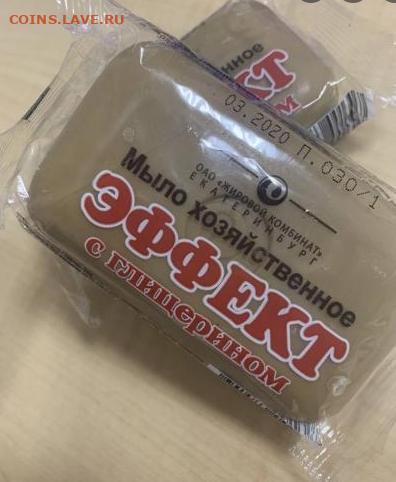 COINS.LAVE.RU
03.2020 П.030/1
ОАО «ЖИРОВОЙ КОМБИНАТ»
ЕКАТЕРИНБУРГ
Мыло хозяйственное
ЭФФЕКТ
с глицерином